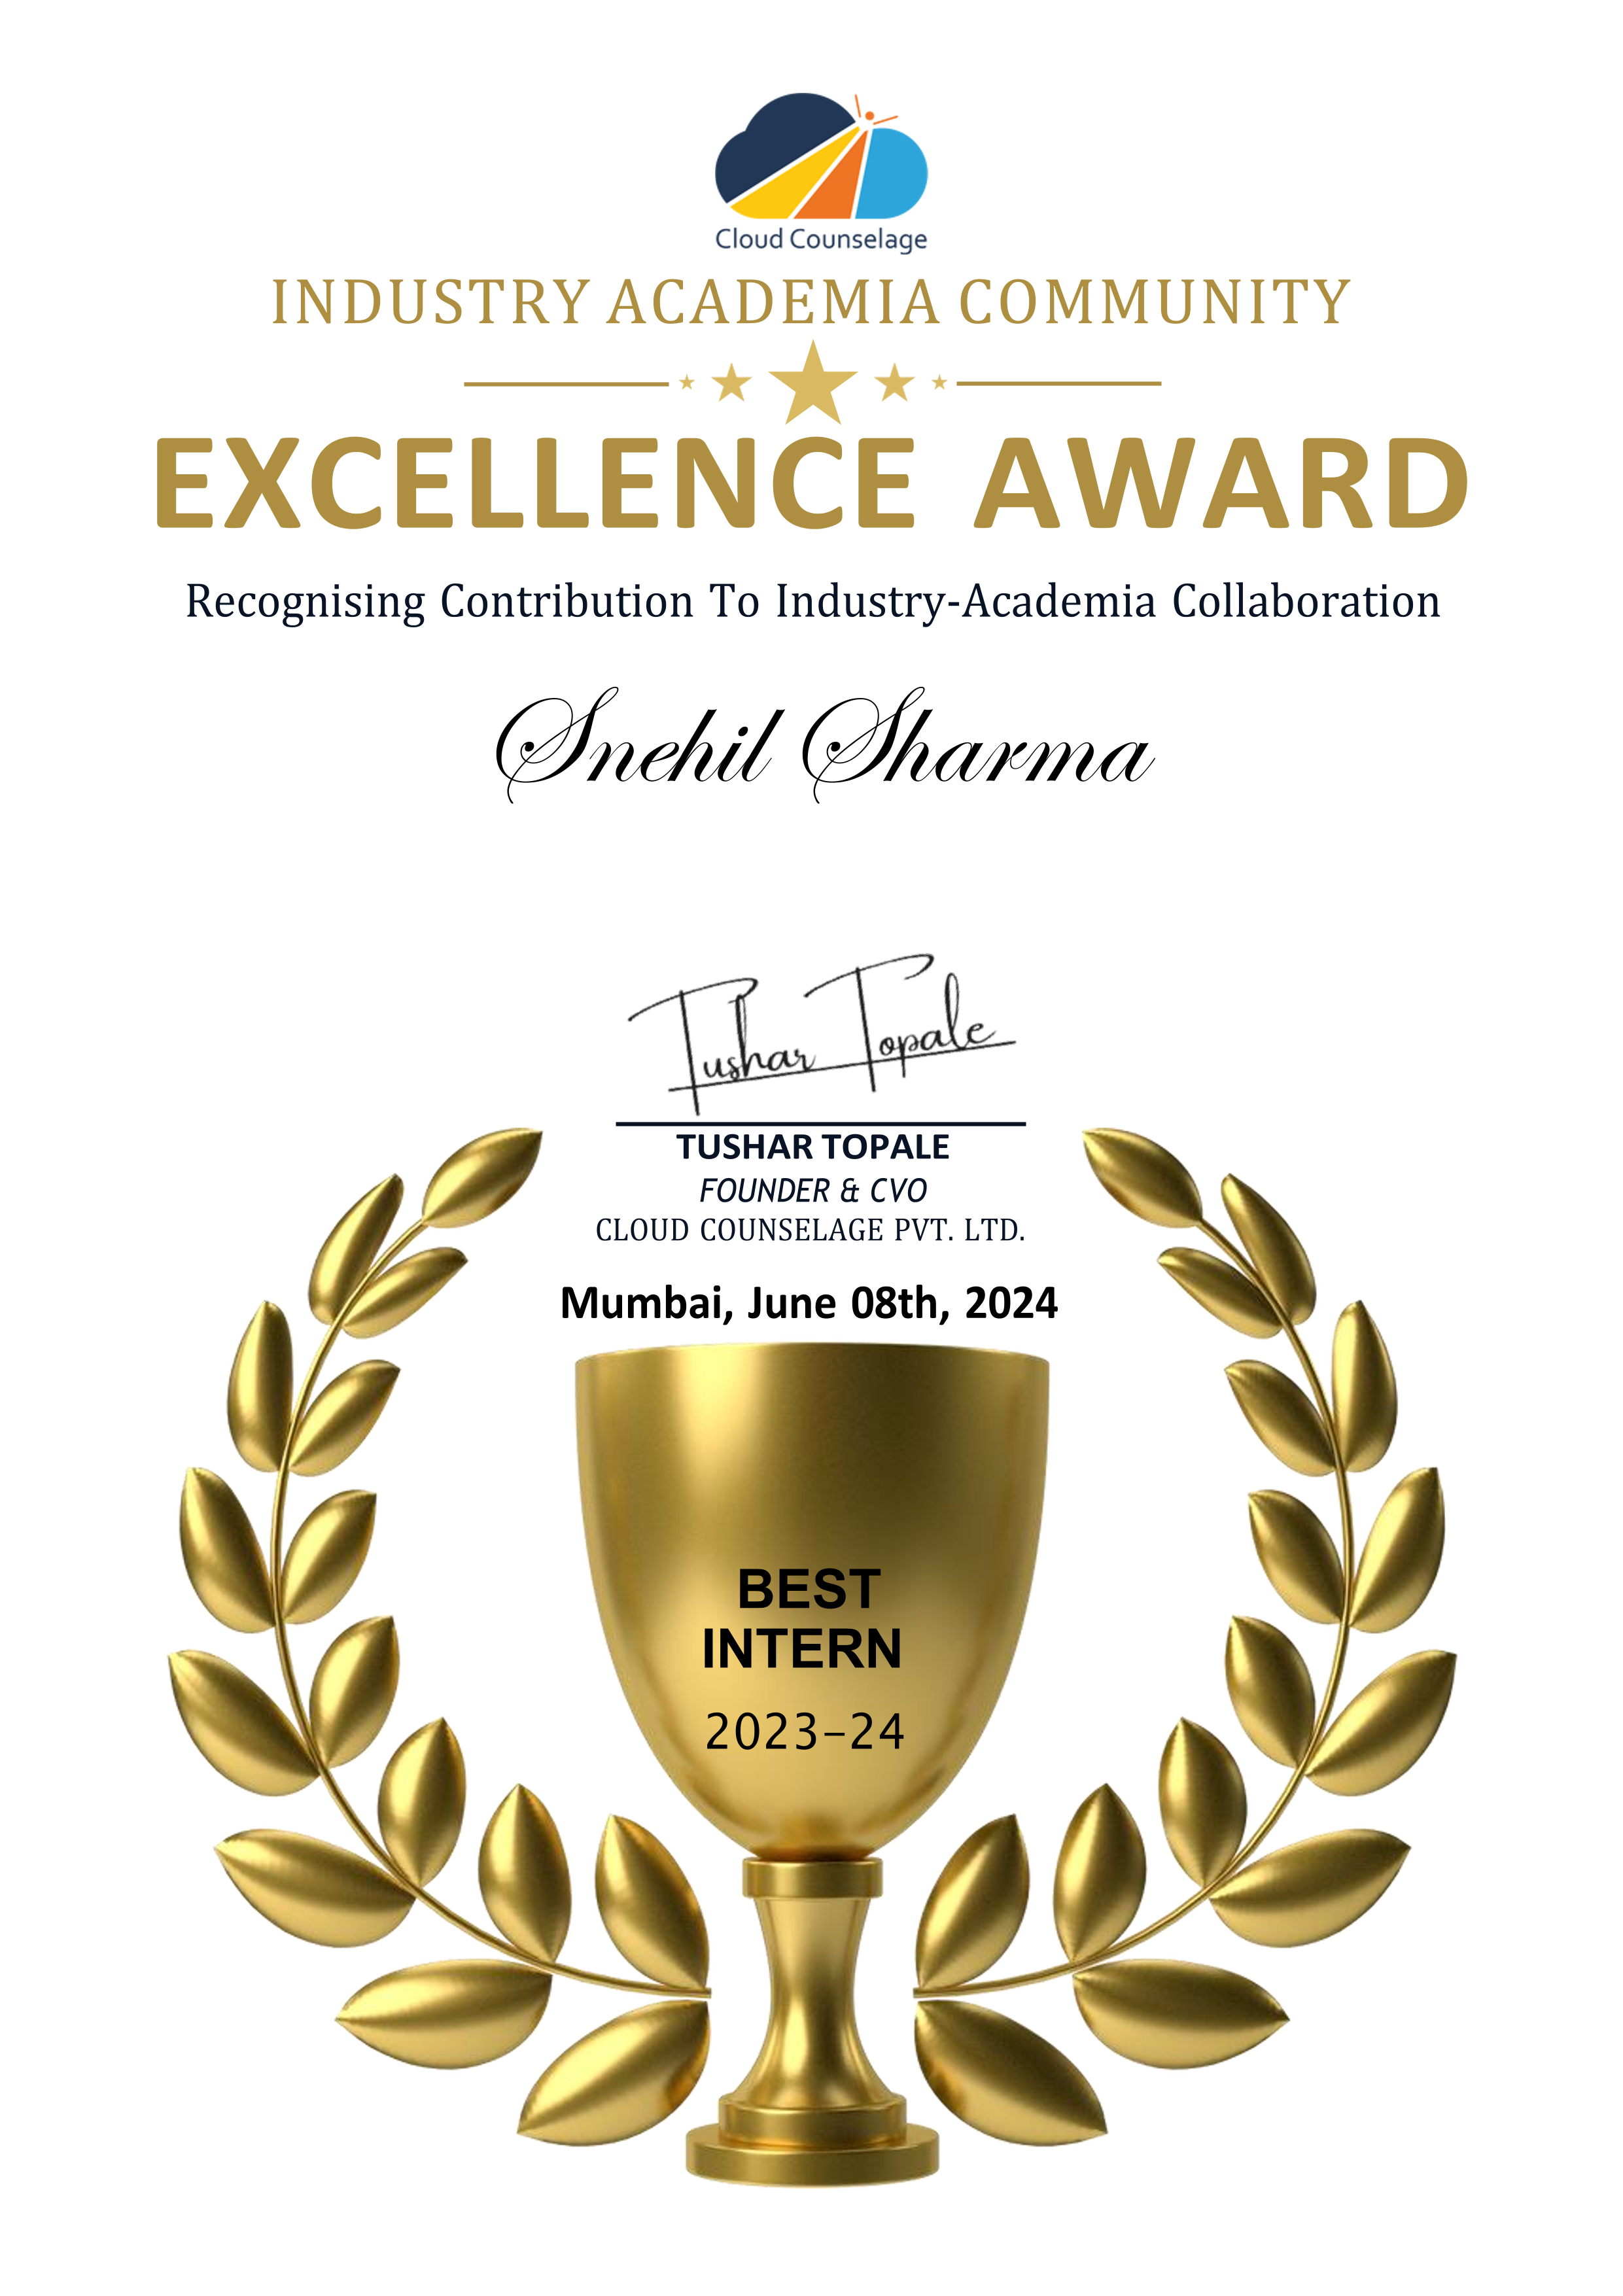 Cloud Counselage
INDUSTRY ACADEMIA COMMUNITY
EXCELLENCE AWARD
Recognising Contribution To Industry-Academia Collaboration
Snehil Sharma
Tushar Topale
TUSHAR TOPALE
FOUNDER & CVO
CLOUD COUNSELAGE PVT. LTD.
Mumbai, June 08th, 2024
BEST
INTERN
2023-24